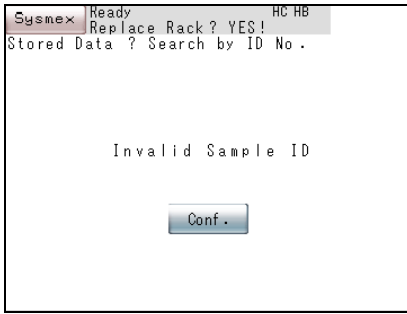 Sysmex Ready HC HB
Replace Rack? YES!
Stored Data ? Search by ID No.
Invalid Sample ID
Conf.